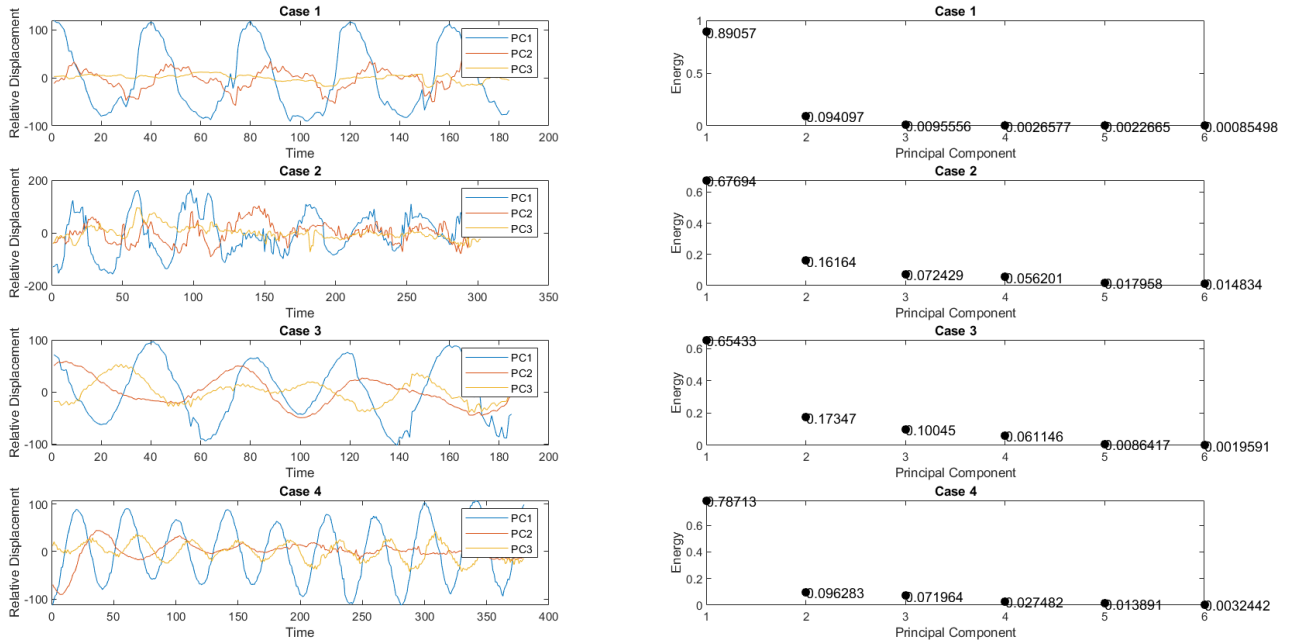 Case 1
Relative Displacement
100
0
-100
0 20 40 60 80 100 120 140 160 180 200
Time
PC1
PC2
PC3
Case 1
Energy
1
0.5
0
0.89057
0.094097
0.0095556
0.0026577
0.0022665
0.00085498
1 2 3 4 5 6
Principal Component
Case 2
Relative Displacement
200
0
-200
0 50 100 150 200 250 300 350
Time
PC1
PC2
PC3
Case 2
Energy
0.6
0.4
0.2
0
0.67694
0.16164
0.072429
0.056201
0.017958
0.014834
1 2 3 4 5 6
Principal Component
Case 3
Relative Displacement
100
0
-100
0 20 40 60 80 100 120 140 160 180 200
Time
PC1
PC2
PC3
Case 3
Energy
0.6
0.4
0.2
0
0.65433
0.17347
0.10045
0.061146
0.0086417
0.0019591
1 2 3 4 5 6
Principal Component
Case 4
Relative Displacement
100
0
-100
0 50 100 150 200 250 300 350 400
Time
PC1
PC2
PC3
Case 4
Energy
0.6
0.4
0.2
0
0.78713
0.096283
0.071964
0.027482
0.013891
0.0032442
1 2 3 4 5 6
Principal Component